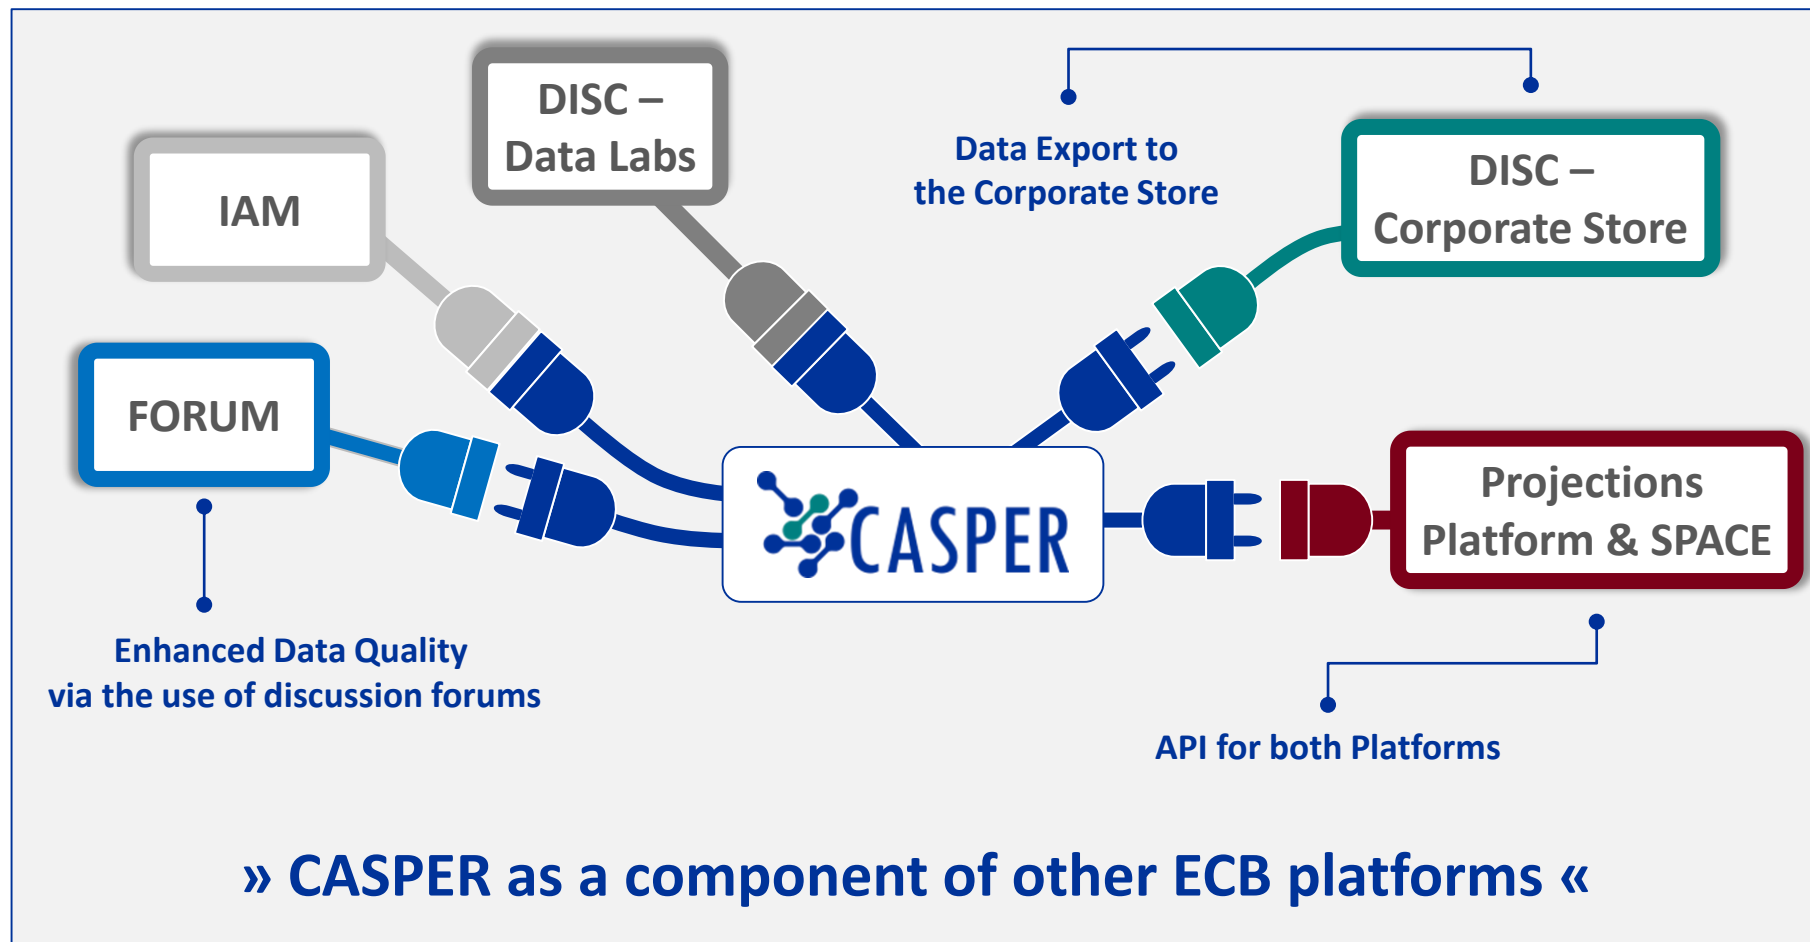 DISC –
Data Labs
IAM
FORUM
Enhanced Data Quality
via the use of discussion forums
Data Export to
the Corporate Store
DISC –
Corporate Store
CASPER
Projections
Platform & SPACE
API for both Platforms
» CASPER as a component of other ECB platforms «